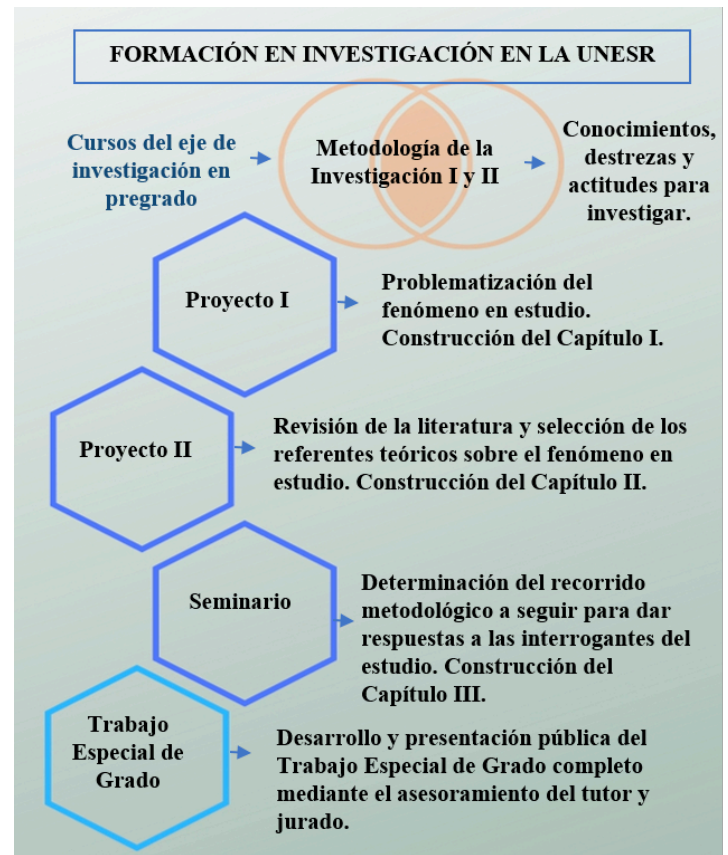 FORMACIÓN EN INVESTIGACIÓN EN LA UNESR
Cursos del eje de
investigación en
pregrado
Metodología de la
Investigación I y II
Conocimientos,
destrezas y
actitudes para
investigar.
Proyecto I
Problematización del
fenómeno en estudio.
Construcción del Capítulo I.
Proyecto II
Revisión de la literatura y selección de los
referentes teóricos sobre el fenómeno en
estudio. Construcción del Capítulo II.
Seminario
Determinación del recorrido
metodológico a seguir para dar
respuestas a las interrogantes del
estudio. Construcción del
Capítulo III.
Trabajo
Especial de
Grado
Desarrollo y presentación pública del
Trabajo Especial de Grado completo
mediante el asesoramiento del tutor y
jurado.